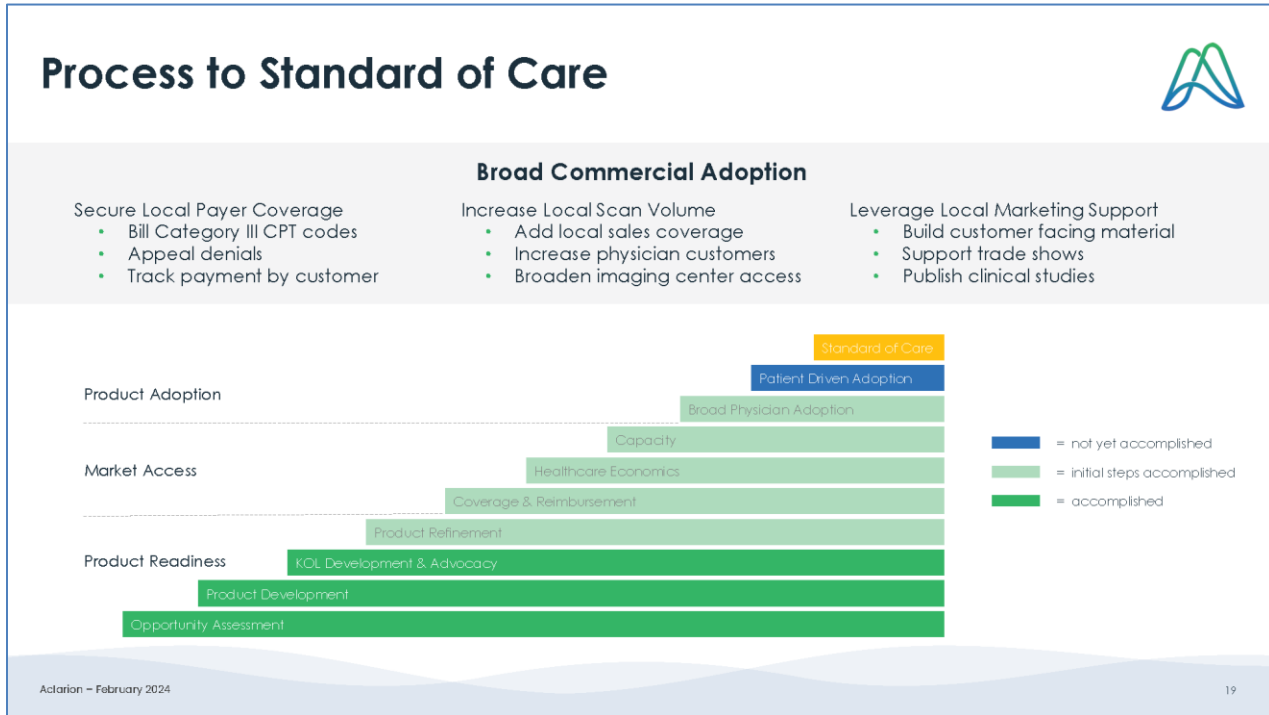 Process to Standard of Care
Broad Commercial Adoption
Secure Local Payer Coverage
• Bill Category III CPT codes
• Appeal denials
• Track payment by customer
Increase Local Scan Volume
• Add local sales coverage
• Increase physician customers
• Broaden imaging center access
Leverage Local Marketing Support
• Build customer facing material
• Support trade shows
• Publish clinical studies
Standard of Care
Patient Driven Adoption
Product Adoption
Broad Physician Adoption
Capacity
Market Access
Healthcare Economics
Coverage & Reimbursement
Product Refinement
Product Readiness
KOL Development & Advocacy
Product Development
Opportunity Assessment
= not yet accomplished
= initial steps accomplished
= accomplished
Aclarion – February 2024
19